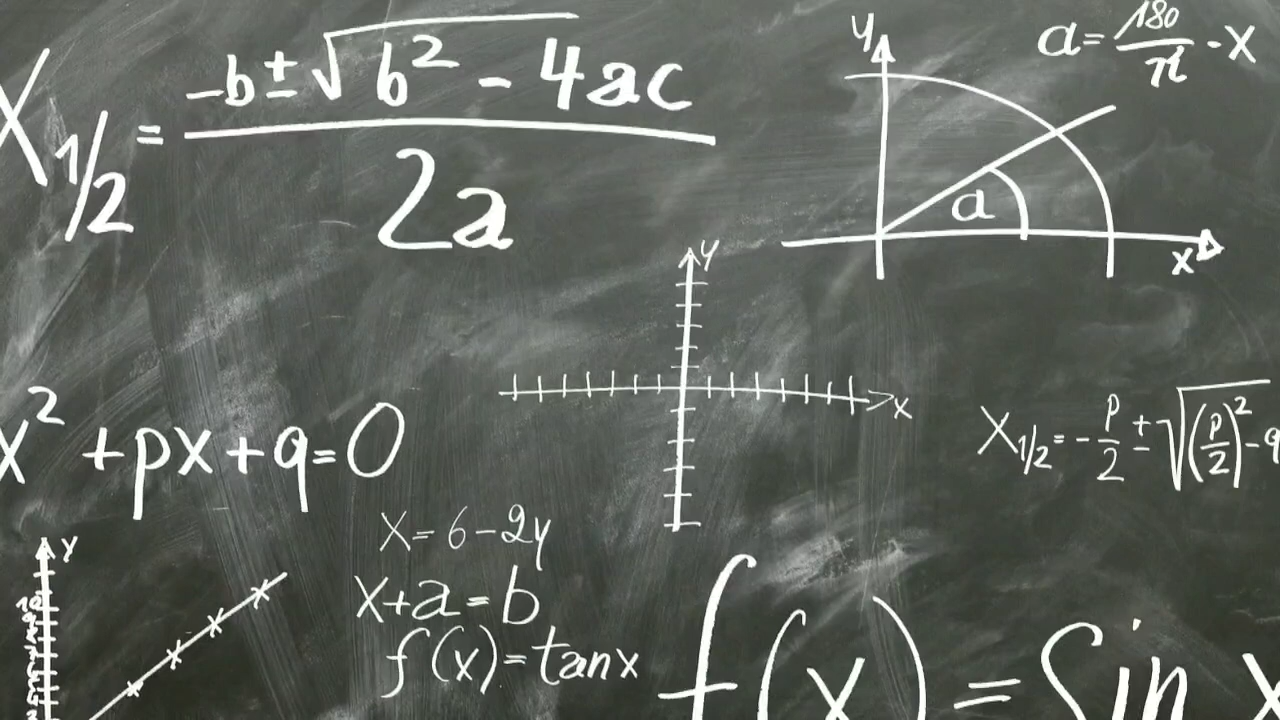 X₁/₂ = (-b ± √(b² - 4ac)) / 2a
y
a = 180/π · x
a
x
y
x
x² + px + q = 0
X₁/₂ = -p/2 ± √((p/2)² - q
x = 6 - 2y
y
x + a = b
f(x) = tan x
f(x) = sin x